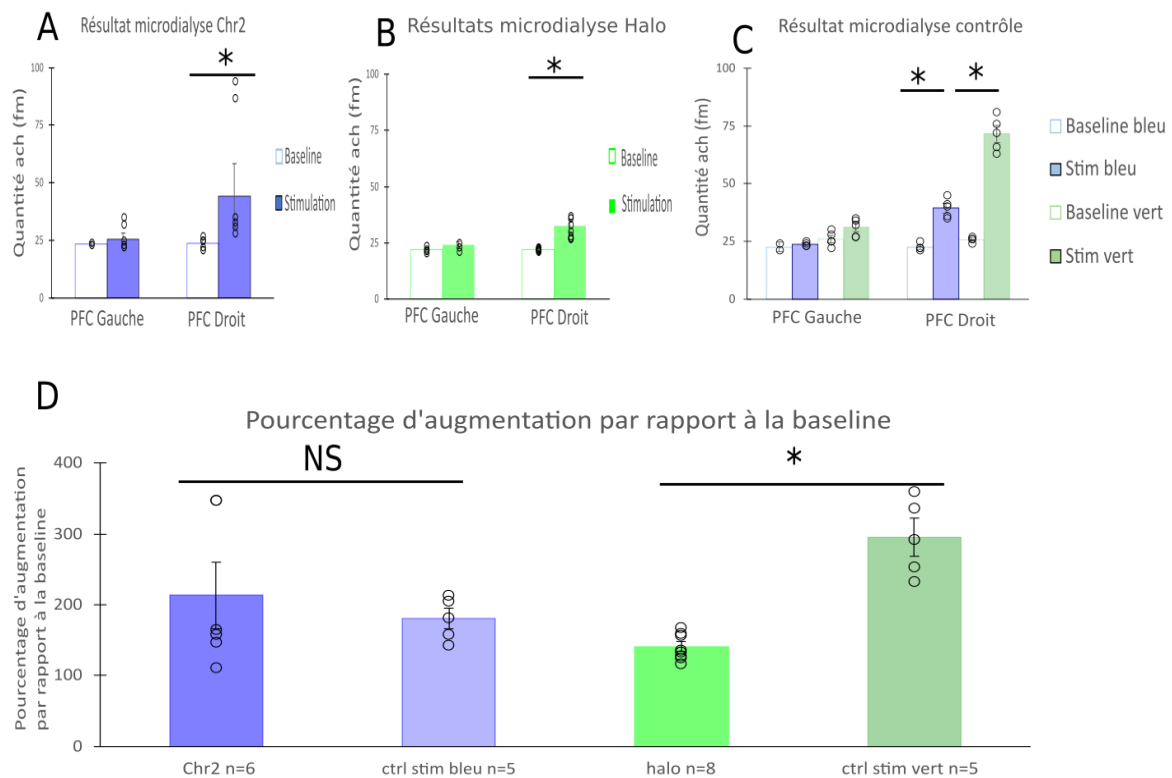 A
Résultat microdialyse Chr2
*
Quantité ach (fm)
100
75
50
25
0
PFC Gauche
PFC Droit
Baseline
Stimulation
B
Résultats microdialyse Halo
*
Quantité ach (fm)
100
75
50
25
0
PFC Gauche
PFC Droit
Baseline
Stimulation
C
Résultat microdialyse contrôle
* *
Quantité ach (fm)
100
75
50
25
0
PFC Gauche
PFC Droit
Baseline bleu
Stim bleu
Baseline vert
Stim vert
D
Pourcentage d'augmentation par rapport à la baseline
NS
*
Pourcentage d'augmentation
par rapport à la baseline
400
300
200
100
0
Chr2 n=6
ctrl stim bleu n=5
halo n=8
ctrl stim vert n=5